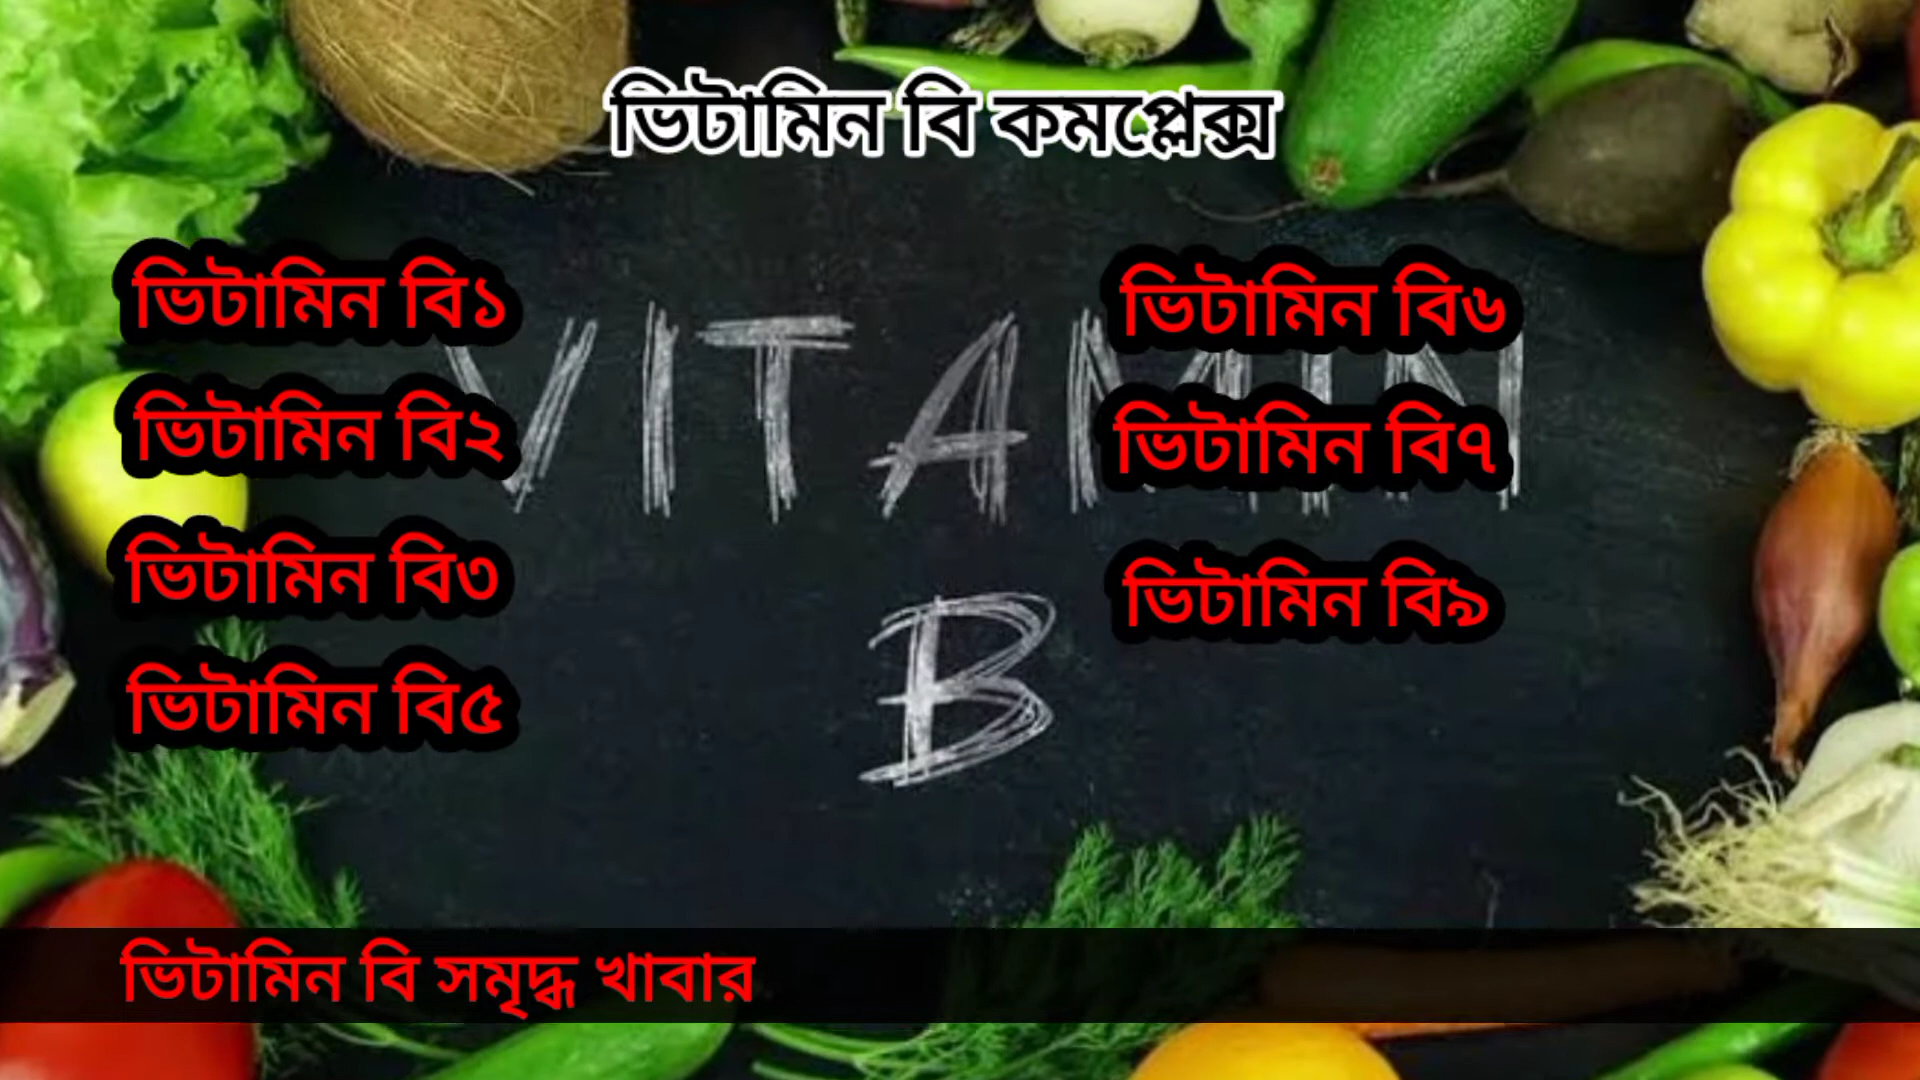 ভিটামিন বি কমপ্লেক্স
ভিটামিন বি১
ভিটামিন বি২
ভিটামিন বি৩
ভিটামিন বি৫
ভিটামিন বি৬
ভিটামিন বি৭
ভিটামিন বি৯
VITAMIN
B
ভিটামিন বি সমৃদ্ধ খাবার